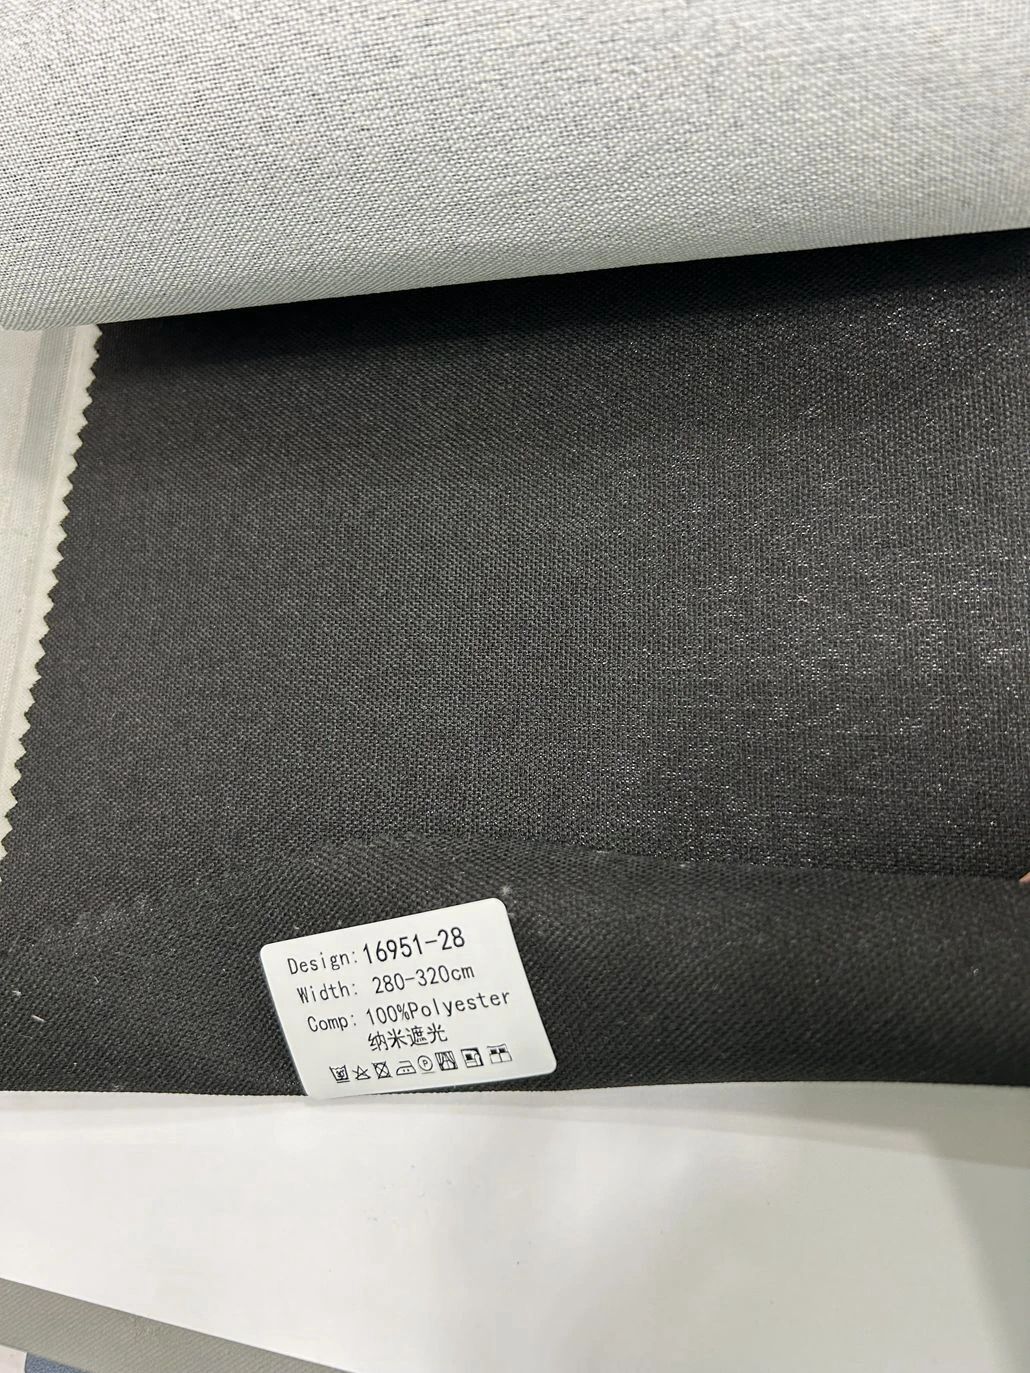 Design:16951-28
Width: 280-320cm
Comp: 100%Polyester
纳米遮光